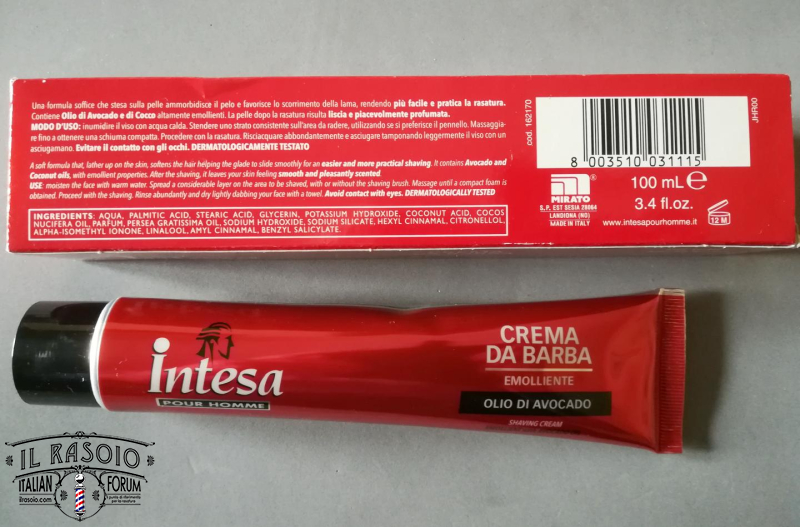 Una formula soffice che stesa sulla pelle ammorbidisce il pelo e favorisce lo scorrimento della lama, rendendo più facile e pratica la rasatura.
Contiene Olio di Avocado e di Cocco altamente emollienti. La pelle dopo la rasatura risulta liscia e piacevolmente profumata.
MODO D'USO: inumidire il viso con acqua calda. Stendere uno strato consistente sull'area da radere, utilizzando se si preferisce il pennello. Massaggia-
re fino a ottenere una schiuma compatta. Procedere con la rasatura. Risciacquare abbondantemente e asciugare tamponando leggermente il viso con un
asciugamano. Evitare il contatto con gli occhi. DERMATOLOGICAMENTE TESTATO
A soft formula that, lather up on the skin, softens the hair helping the glade to slide smoothly for an easier and more practical shaving. It contains Avocado and
Coconut oils, with emollient properties. After the shaving, it leaves your skin feeling smooth and pleasantly scented.
USE: moisten the face with warm water. Spread a considerable layer on the area to be shaved, with or without the shaving brush. Massage until a compact foam is
obtained. Proceed with the shaving. Rinse abundantly and dry lightly dabbing your face with a towel. Avoid contact with eyes. DERMATOLOGICALLY TESTED
INGREDIENTS: AQUA, PALMITIC ACID, STEARIC ACID, GLYCERIN, POTASSIUM HYDROXIDE, COCONUT ACID, COCOS
NUCIFERA OIL, PARFUM, PERSEA GRATISSIMA OIL, SODIUM HYDROXIDE, SODIUM SILICATE, HEXYL CINNAMAL, CITRONELLOL,
ALPHA-ISOMETHYL IONONE, LINALOOL, AMYL CINNAMAL, BENZYL SALICYLATE.
cod. 162170
8 003510 031115
JHR00
MIRATO ®
S.P. EST SESIA 28064
LANDIONA (NO)
MADE IN ITALY
100 mL e
3.4 fl.oz.
www.intesapourhomme.it
12 M
intesa
POUR HOMME
CREMA
DA BARBA
EMOLLIENTE
OLIO DI AVOCADO
SHAVING CREAM
IL RASOIO
ITALIAN FORUM
ilrasoio.com
il punto di riferimento
per la rasatura